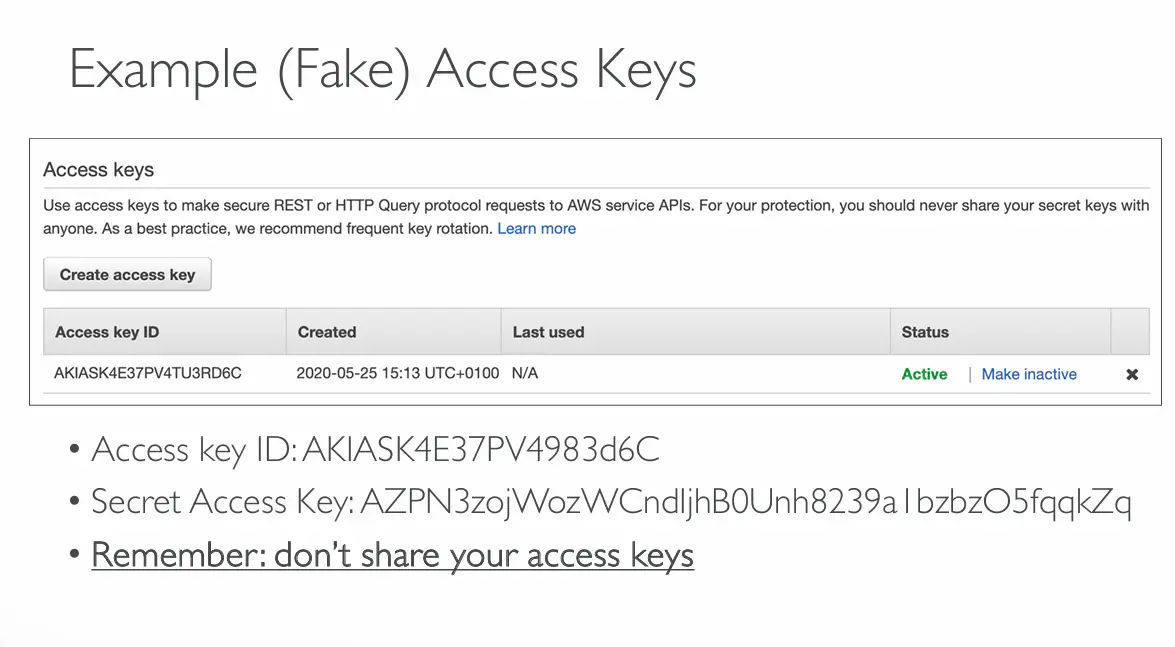 Example (Fake) Access Keys
Access keys
Use access keys to make secure REST or HTTP Query protocol requests to AWS service APIs. For your protection, you should never share your secret keys with
anyone. As a best practice, we recommend frequent key rotation. Learn more
Create access key
Access key ID Created Last used Status
AKIASK4E37PV4TU3RD6C 2020-05-25 15:13 UTC+0100 N/A Active | Make inactive ✖
• Access key ID: AKIASK4E37PV4983d6C
• Secret Access Key: AZPN3zojWozWCndIjhB0Unh8239a1bzbzO5fqqkZq
• Remember: don’t share your access keys